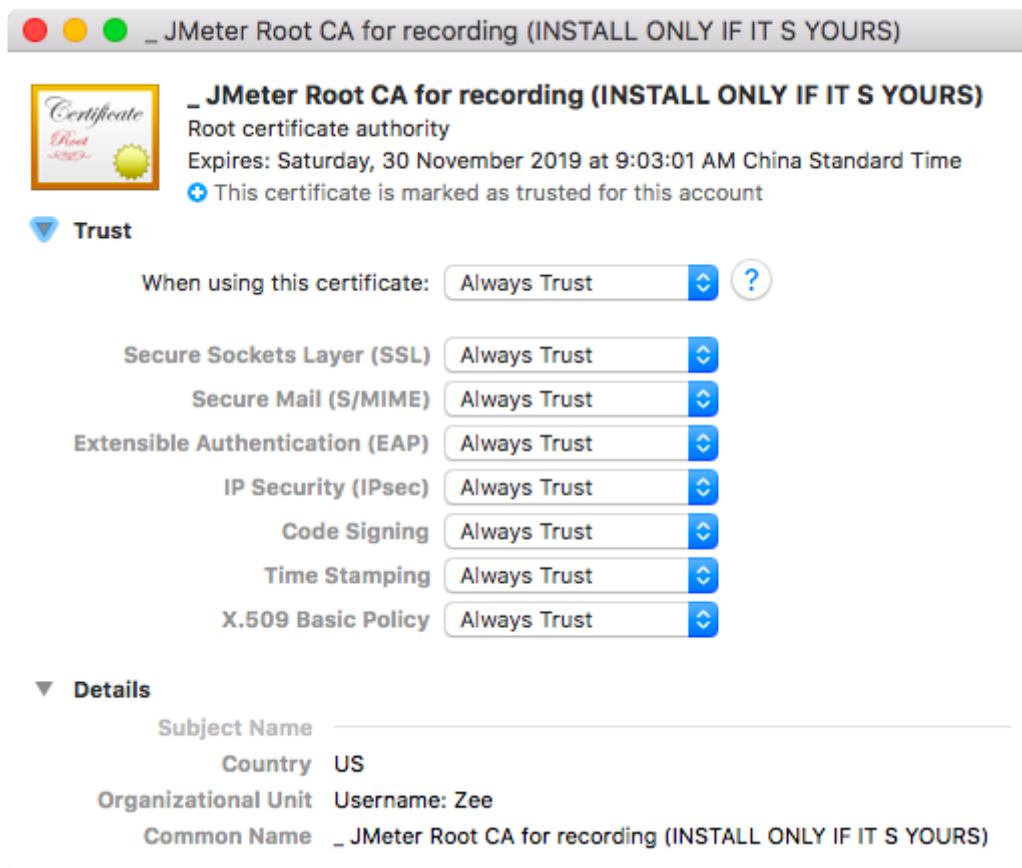 _ JMeter Root CA for recording (INSTALL ONLY IF IT S YOURS)
Certificate
Root
_ JMeter Root CA for recording (INSTALL ONLY IF IT S YOURS)
Root certificate authority
Expires: Saturday, 30 November 2019 at 9:03:01 AM China Standard Time
This certificate is marked as trusted for this account
Trust
When using this certificate: Always Trust ?
Secure Sockets Layer (SSL) Always Trust
Secure Mail (S/MIME) Always Trust
Extensible Authentication (EAP) Always Trust
IP Security (IPsec) Always Trust
Code Signing Always Trust
Time Stamping Always Trust
X.509 Basic Policy Always Trust
Details
Subject Name
Country US
Organizational Unit Username: Zee
Common Name _ JMeter Root CA for recording (INSTALL ONLY IF IT S YOURS)